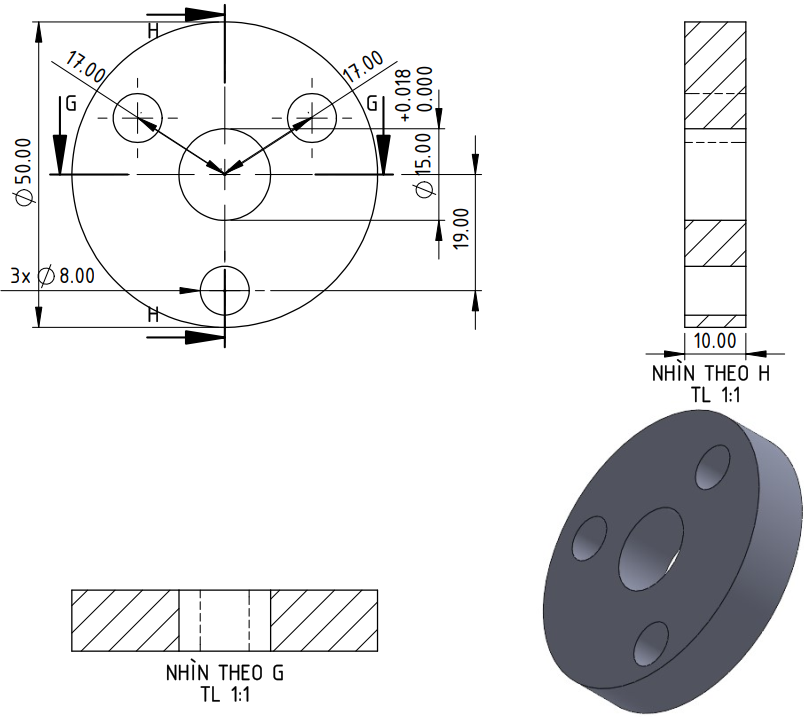 H
17.00
17.00
G
G
+0.018
0.000
⌀15.00
⌀50.00
19.00
3x ⌀8.00
H
10.00
NHÌN THEO H
TL 1:1
NHÌN THEO G
TL 1:1